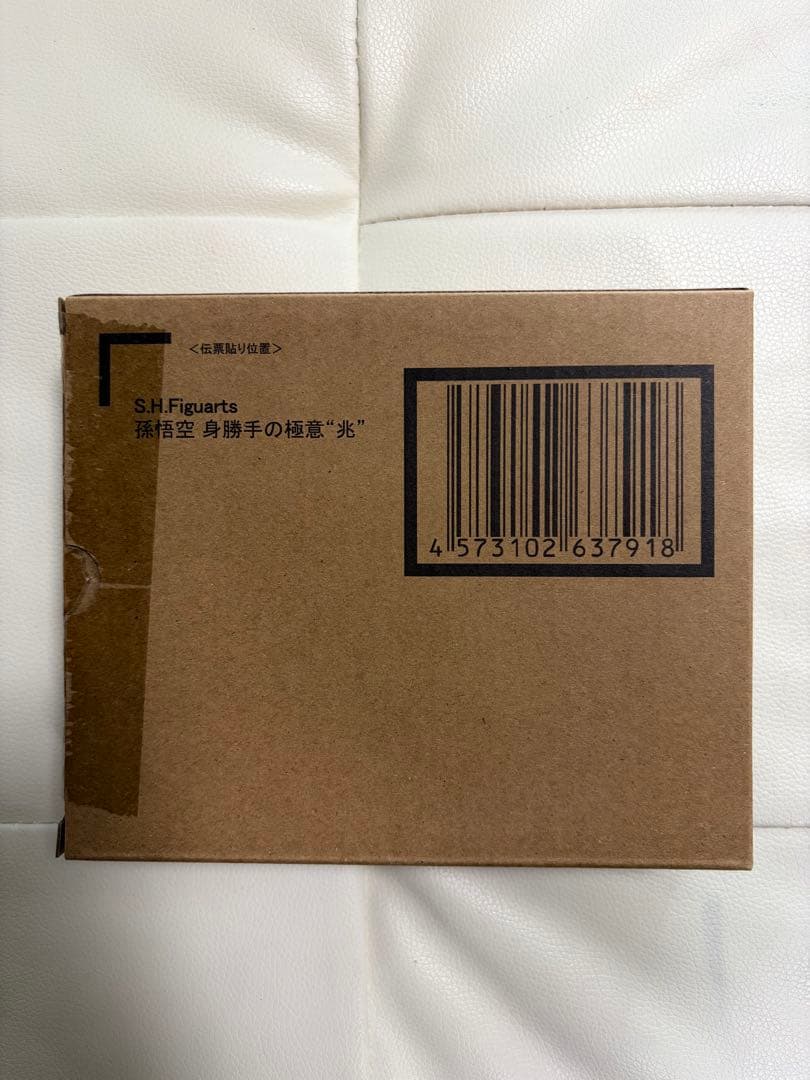 <伝票貼り位置>
S.H.Figuarts
孫悟空 身勝手の極意“兆”
4 573102 637918